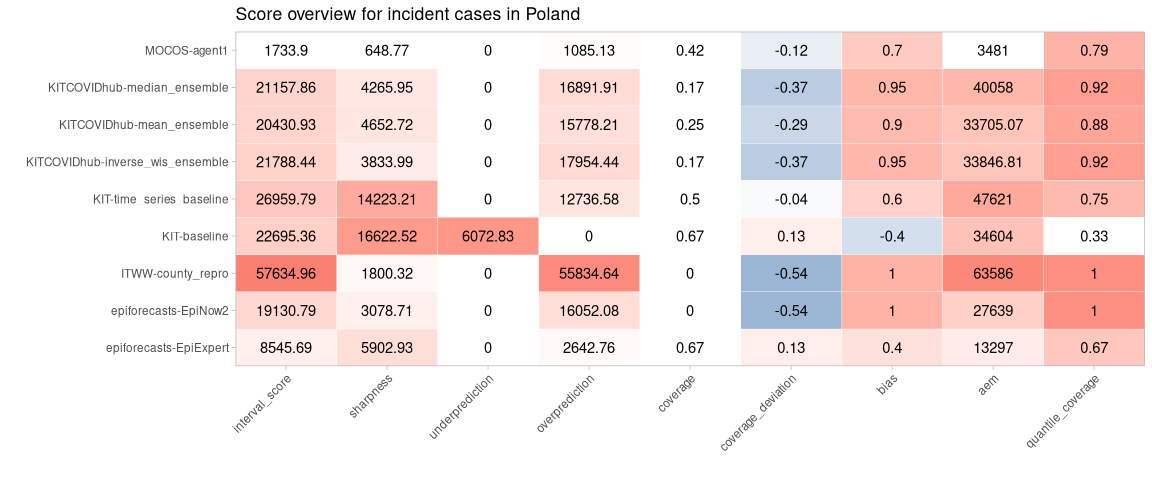 Score overview for incident cases in Poland
MOCOS-agent1 1733.9 648.77 0 1085.13 0.42 -0.12 0.7 3481 0.79
KITCOVIDhub-median_ensemble 21157.86 4265.95 0 16891.91 0.17 -0.37 0.95 40058 0.92
KITCOVIDhub-mean_ensemble 20430.93 4652.72 0 15778.21 0.25 -0.29 0.9 33705.07 0.88
KITCOVIDhub-inverse_wis_ensemble 21788.44 3833.99 0 17954.44 0.17 -0.37 0.95 33846.81 0.92
KIT-time_series_baseline 26959.79 14223.21 0 12736.58 0.5 -0.04 0.6 47621 0.75
KIT-baseline 22695.36 16622.52 6072.83 0 0.67 0.13 -0.4 34604 0.33
ITWW-county_repro 57634.96 1800.32 0 55834.64 0 -0.54 1 63586 1
epiforecasts-EpiNow2 19130.79 3078.71 0 16052.08 0 -0.54 1 27639 1
epiforecasts-EpiExpert 8545.69 5902.93 0 2642.76 0.67 0.13 0.4 13297 0.67
interval_score sharpness underprediction overprediction coverage coverage_deviation bias aem quantile_coverage